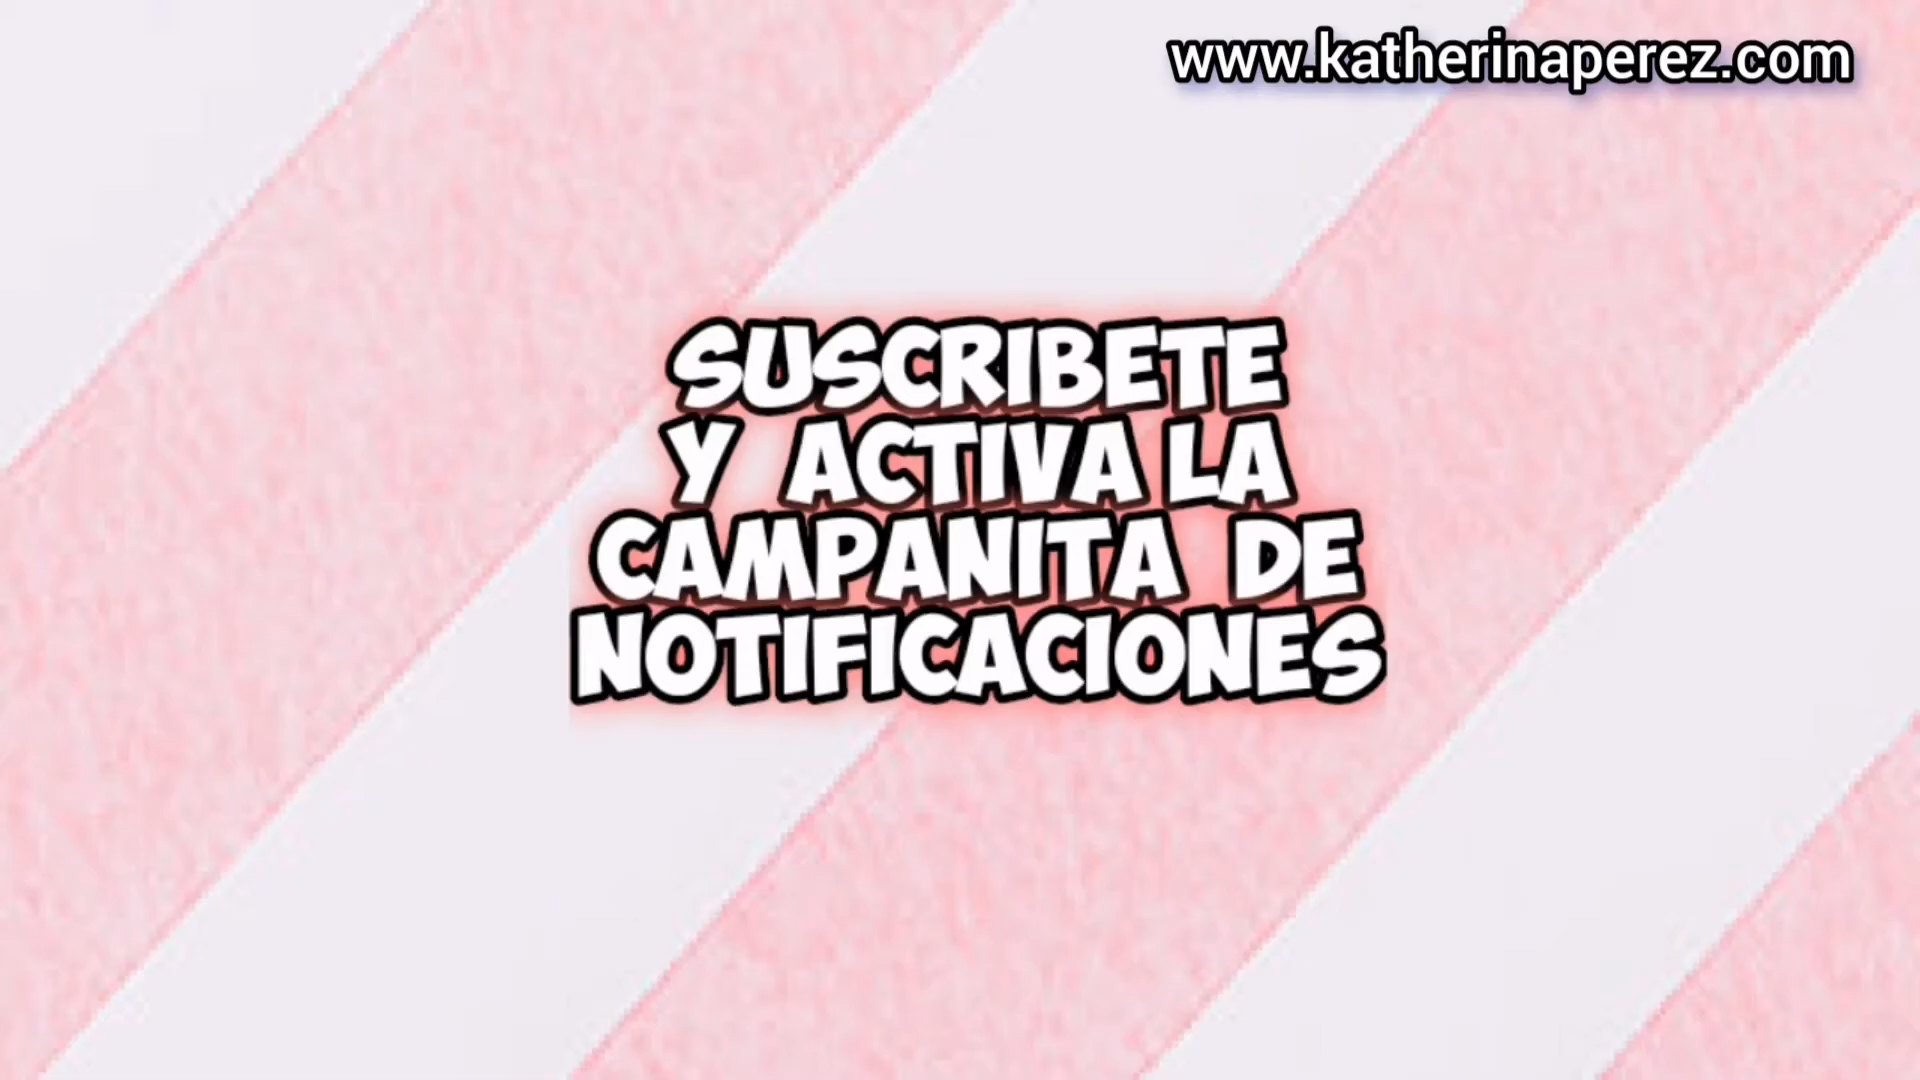 www.katherinaperez.com
SUSCRIBETE
Y ACTIVA LA
CAMPANITA DE
NOTIFICACIONES